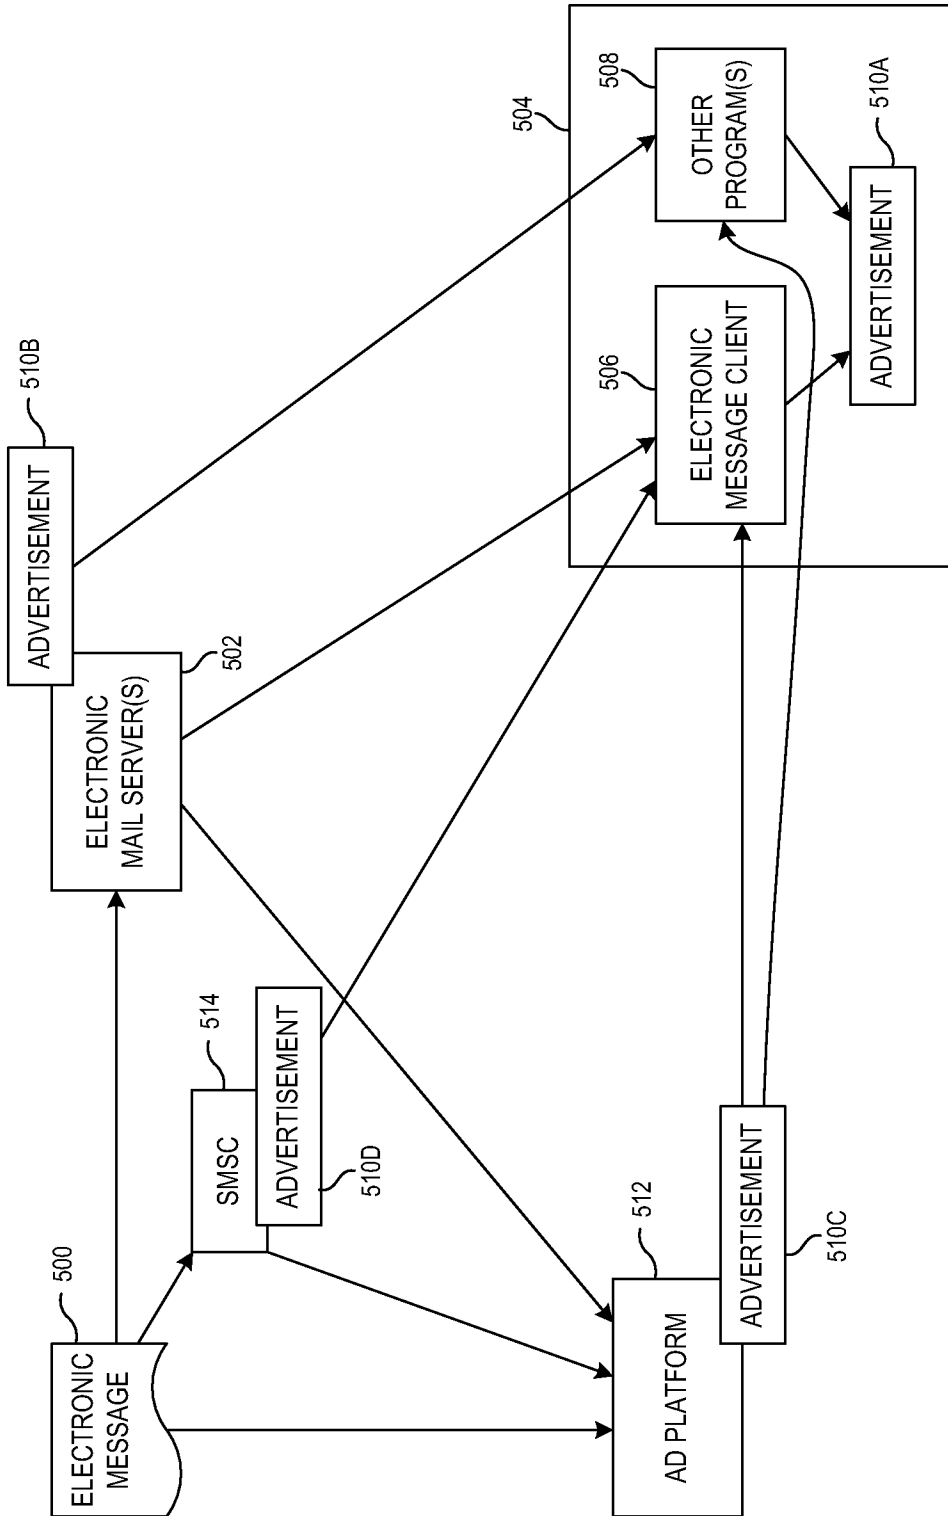 500
ELECTRONIC
MESSAGE
514
SMSC
ADVERTISEMENT
510D
ELECTRONIC
MAIL SERVER(S)
502
ADVERTISEMENT
510B
512
AD PLATFORM
ADVERTISEMENT
510C
504
506
ELECTRONIC
MESSAGE CLIENT
508
OTHER
PROGRAM(S)
ADVERTISEMENT
510A